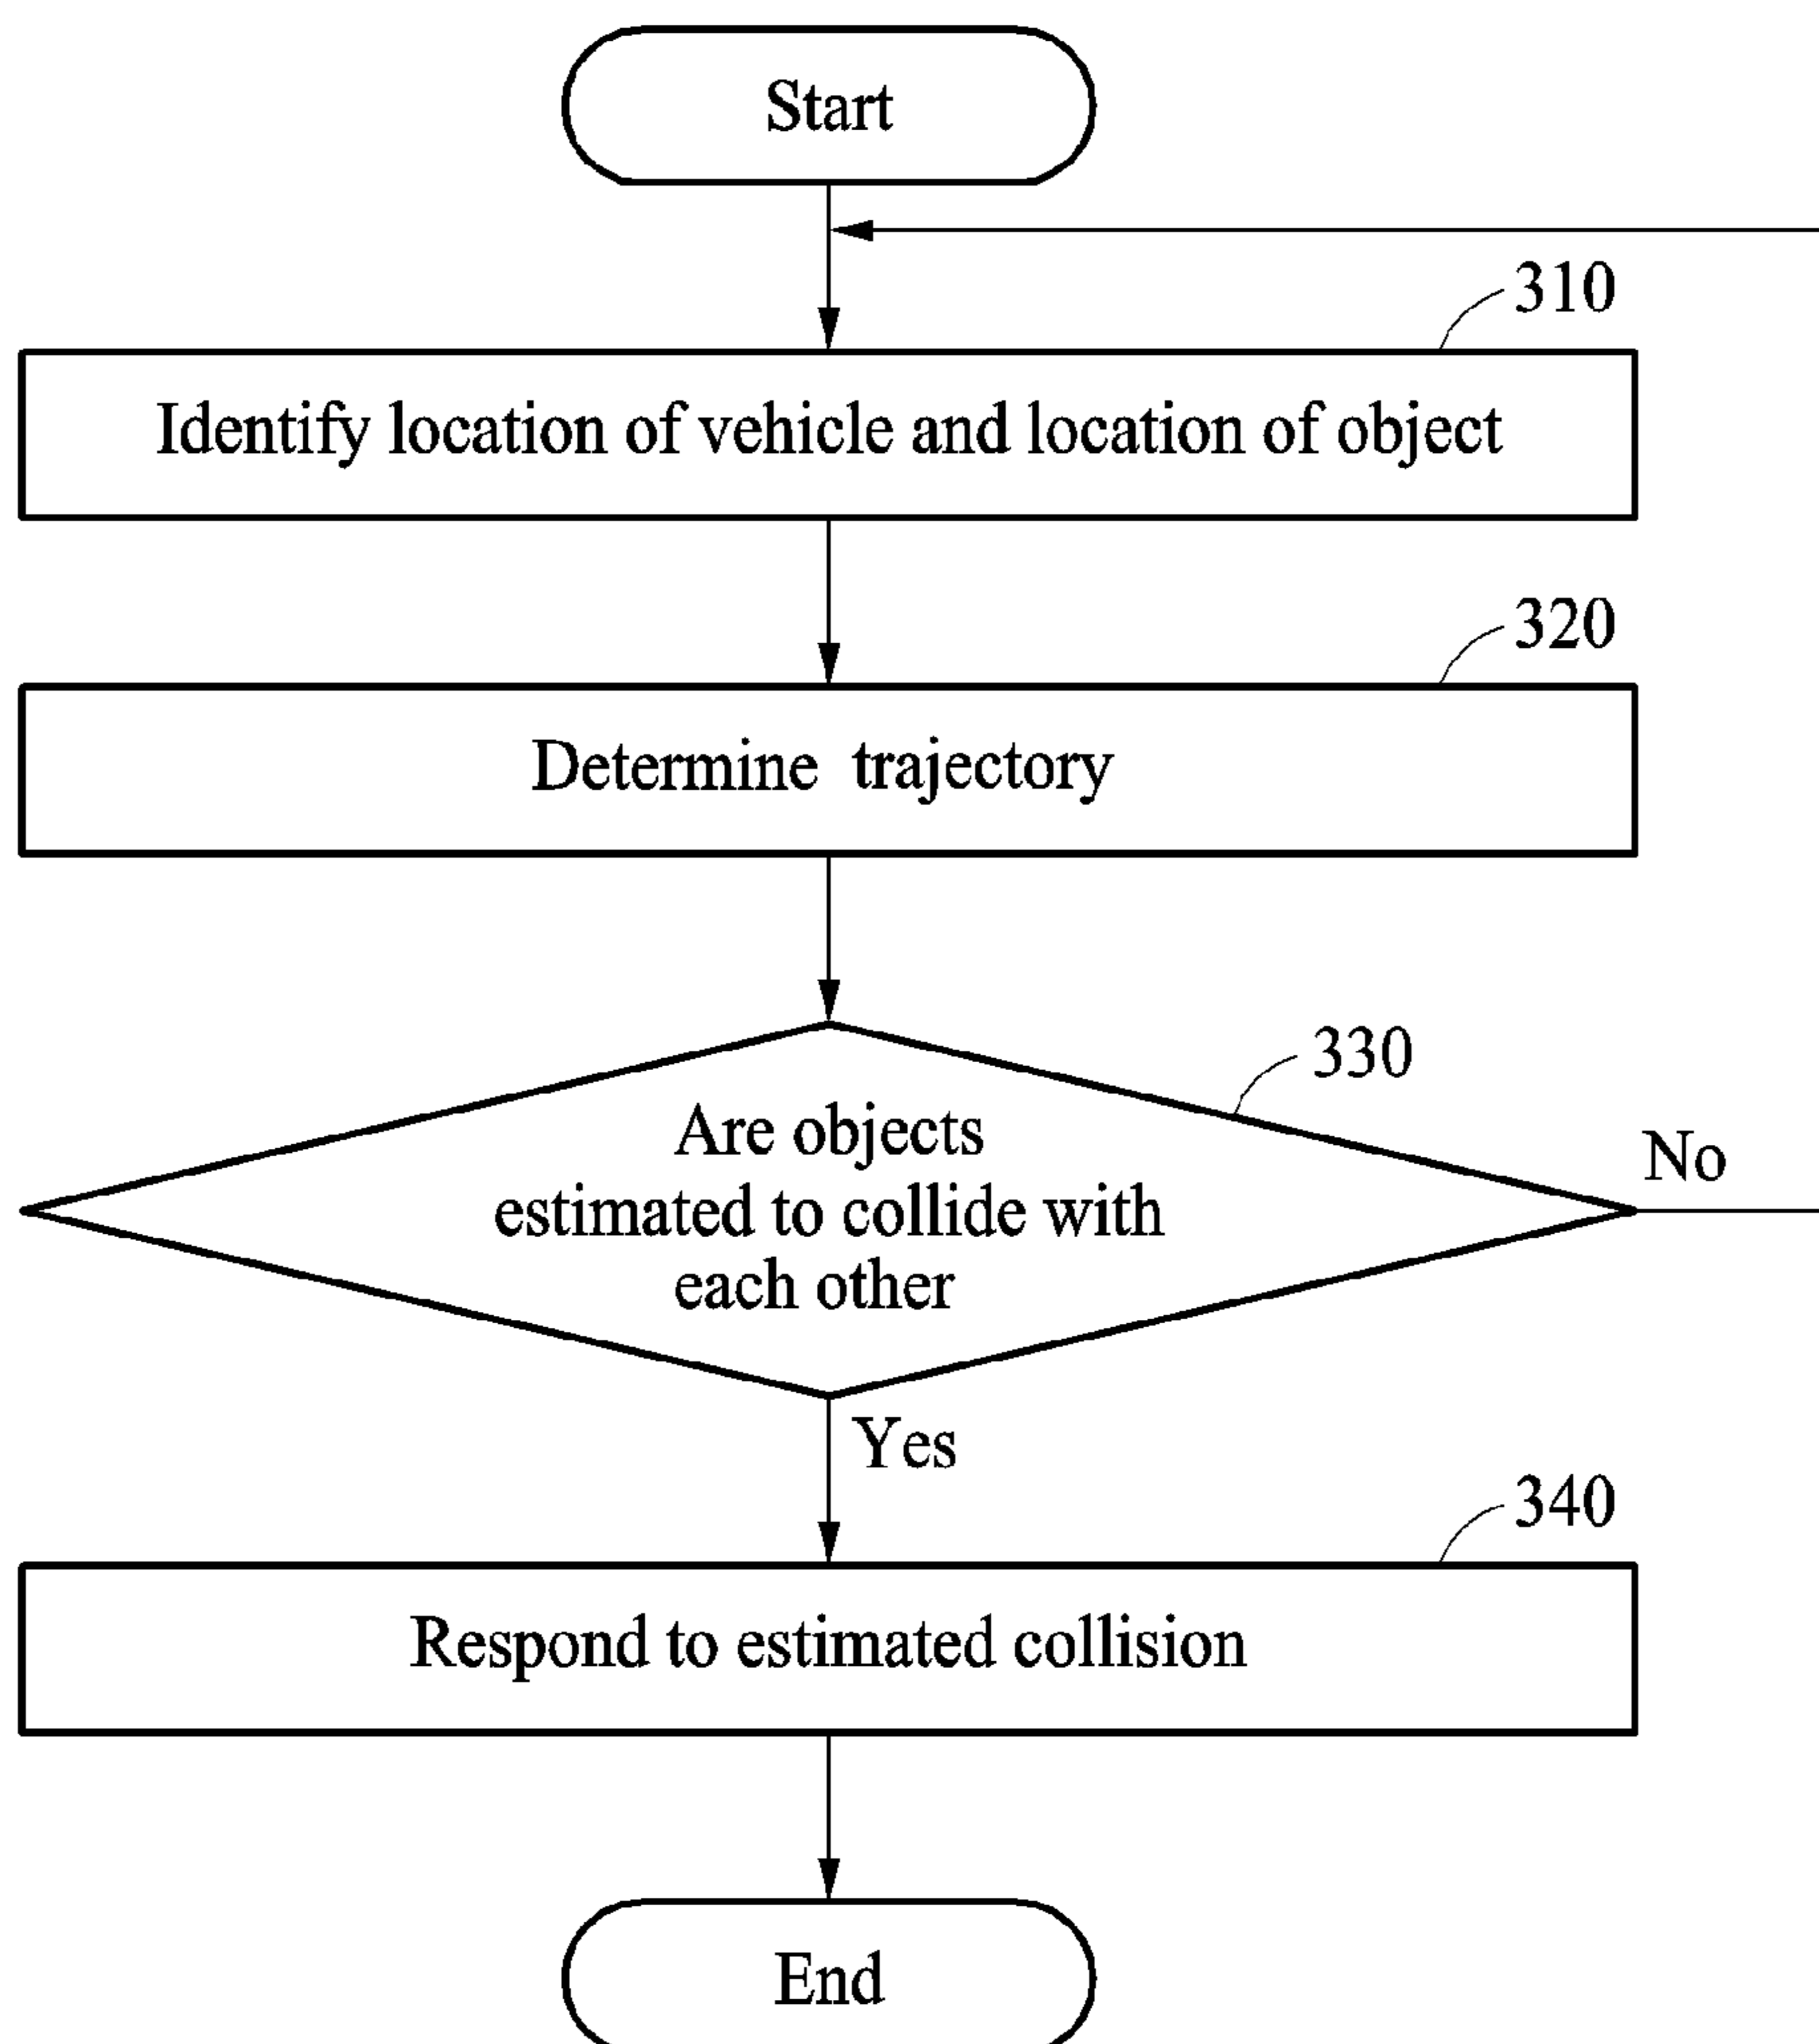 Start
310
Identify location of vehicle and location of object
320
Determine trajectory
330
Are objects
estimated to collide with
each other
No
Yes
340
Respond to estimated collision
End